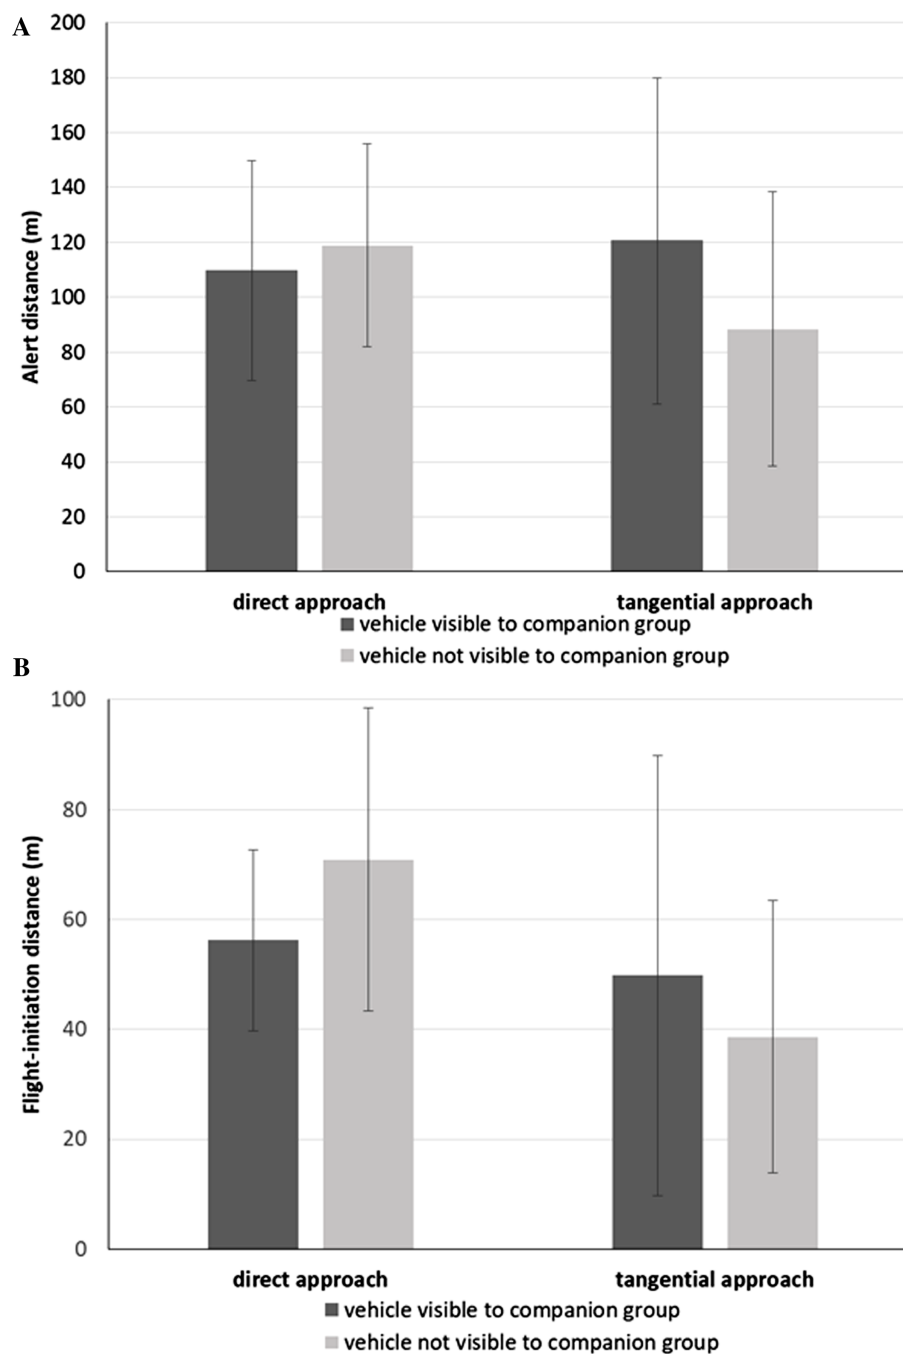 A
200
180
160
140
120
100
80
60
40
20
0
Alert distance (m)
direct approach
tangential approach
vehicle visible to companion group
vehicle not visible to companion group
B
100
80
60
40
20
0
Flight-initiation distance (m)
direct approach
tangential approach
vehicle visible to companion group
vehicle not visible to companion group